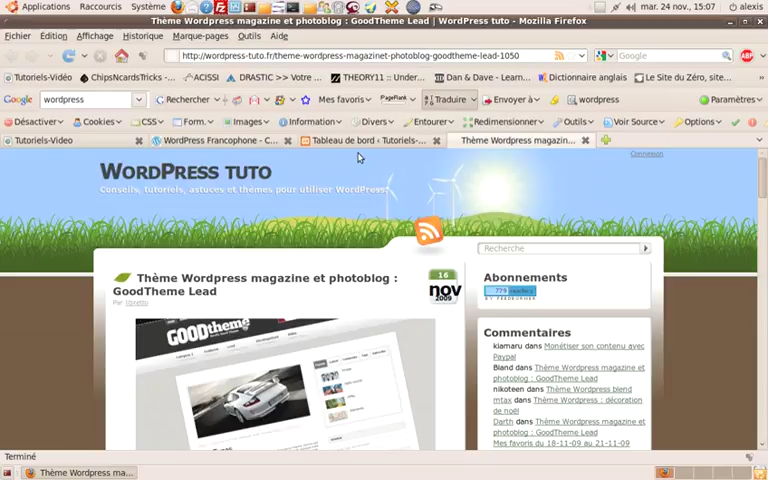 Applications Raccourcis Système mar. 24 nov., 15:07 alexis
Thème Wordpress magazine et photoblog : GoodTheme Lead | WordPress tuto - Mozilla Firefox
Fichier Édition Affichage Historique Marque-pages Outils Aide
http://wordpress-tuto.fr/theme-wordpress-magazinet-photoblog-goodtheme-lead-1050 Google ABP
Tutoriels-Vidéo ChipsNcardsTricks -... ACISSI DRASTIC >> Votre ... THEORY11 :: Under... Dan & Dave - Learn... Dictionnaire anglais Le Site du Zéro, site...
Google wordpress Rechercher Mes favoris PageRank Traduire Envoyer à wordpress Paramètres
Désactiver Cookies CSS Form. Images Information Divers Entourer Redimensionner Outils Voir Source Options
Tutoriels-Video WordPress Francophone - C... Tableau de bord ‹ Tutoriels-... Thème Wordpress magazin...
Connexion
WORDPRESS TUTO
Conseils, tutoriels, astuces et thèmes pour utiliser WordPress.
Recherche
Thème Wordpress magazine et photoblog :
GoodTheme Lead
Par libretto
16
nov
2009
GOODtheme
Abonnements
779 readers
BY FEEDBURNER
Commentaires
kiamaru dans Monétiser son contenu avec
Paypal
Bland dans Thème Wordpress magazine et
photoblog : GoodTheme Lead
nikoteen dans Thème Wordpress blend
mtax dans Thème Wordpress : décoration
de noël
Darth dans Thème Wordpress magazine et
photoblog : GoodTheme Lead
Mes favoris du 18-11-09 au 21-11-09
Terminé
Thème Wordpress ma...